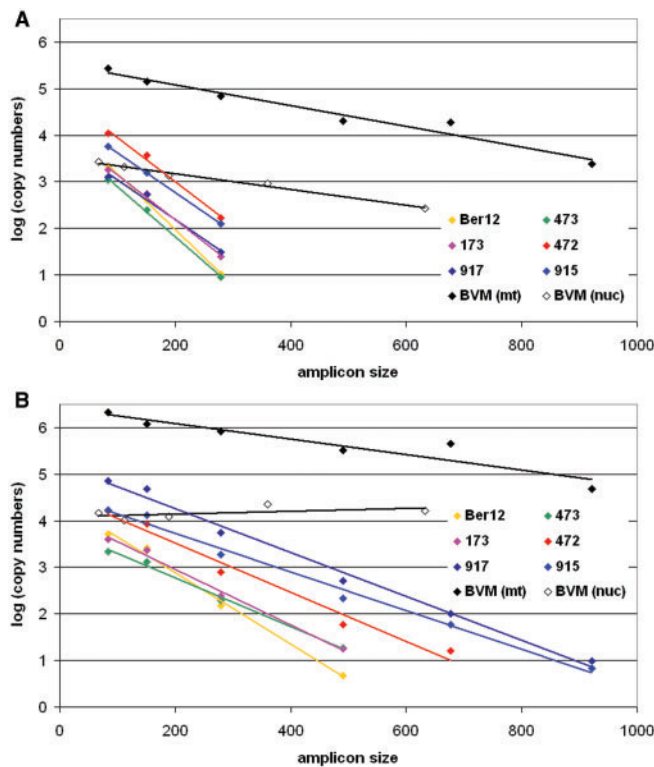 A
6
5
4
3
2
1
0
log (copy numbers)
Ber12 473
173 472
917 915
BVM (mt) BVM (nuc)
0 200 400 600 800 1000
amplicon size
B
6
5
4
3
2
1
0
log (copy numbers)
Ber12 473
173 472
917 915
BVM (mt) BVM (nuc)
0 200 400 600 800 1000
amplicon size